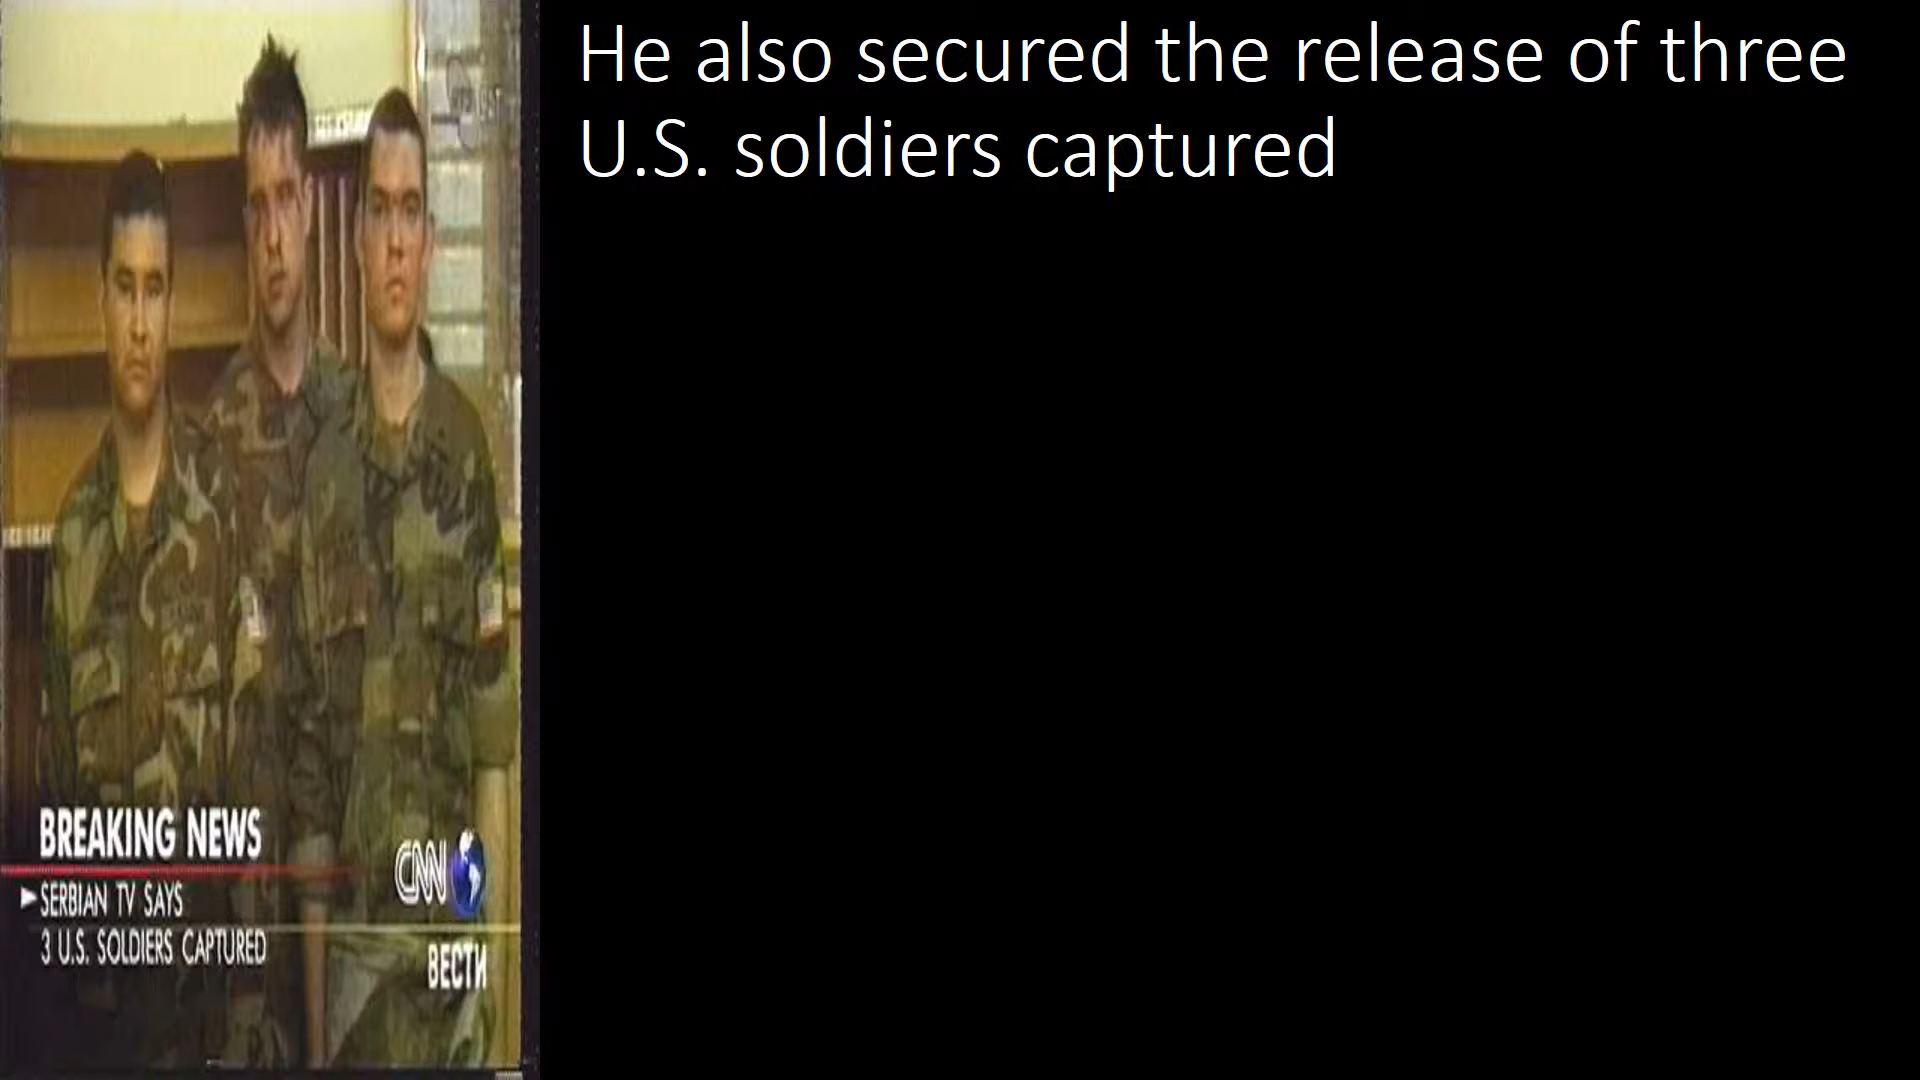 He also secured the release of three
U.S. soldiers captured
BREAKING NEWS
SERBIAN TV SAYS
3 U.S. SOLDIERS CAPTURED
CNN
ВЕСТИ